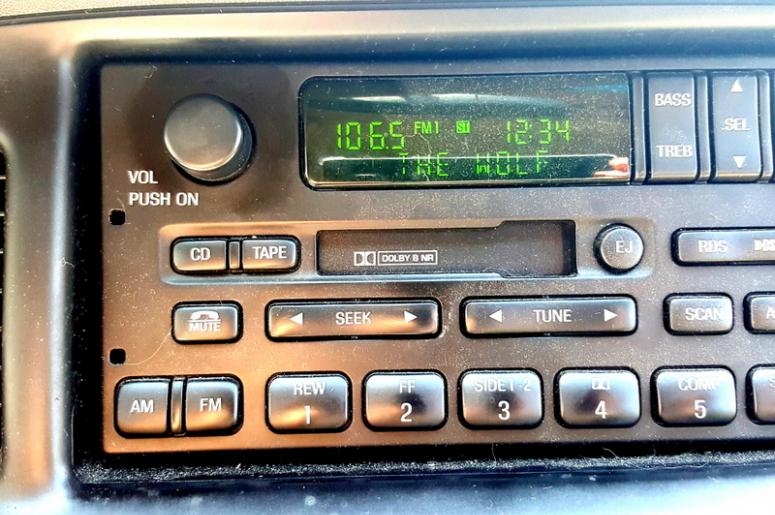 106.5 FM1 ST 12:34
THE WOLF
BASS
TREB
SEL
VOL
PUSH ON
CD TAPE
DOLBY B NR
EJ
RDS
MUTE
SEEK
TUNE
SCAN
AM FM
REW
1
FF
2
SIDE 1-2
3
4
COMP
5